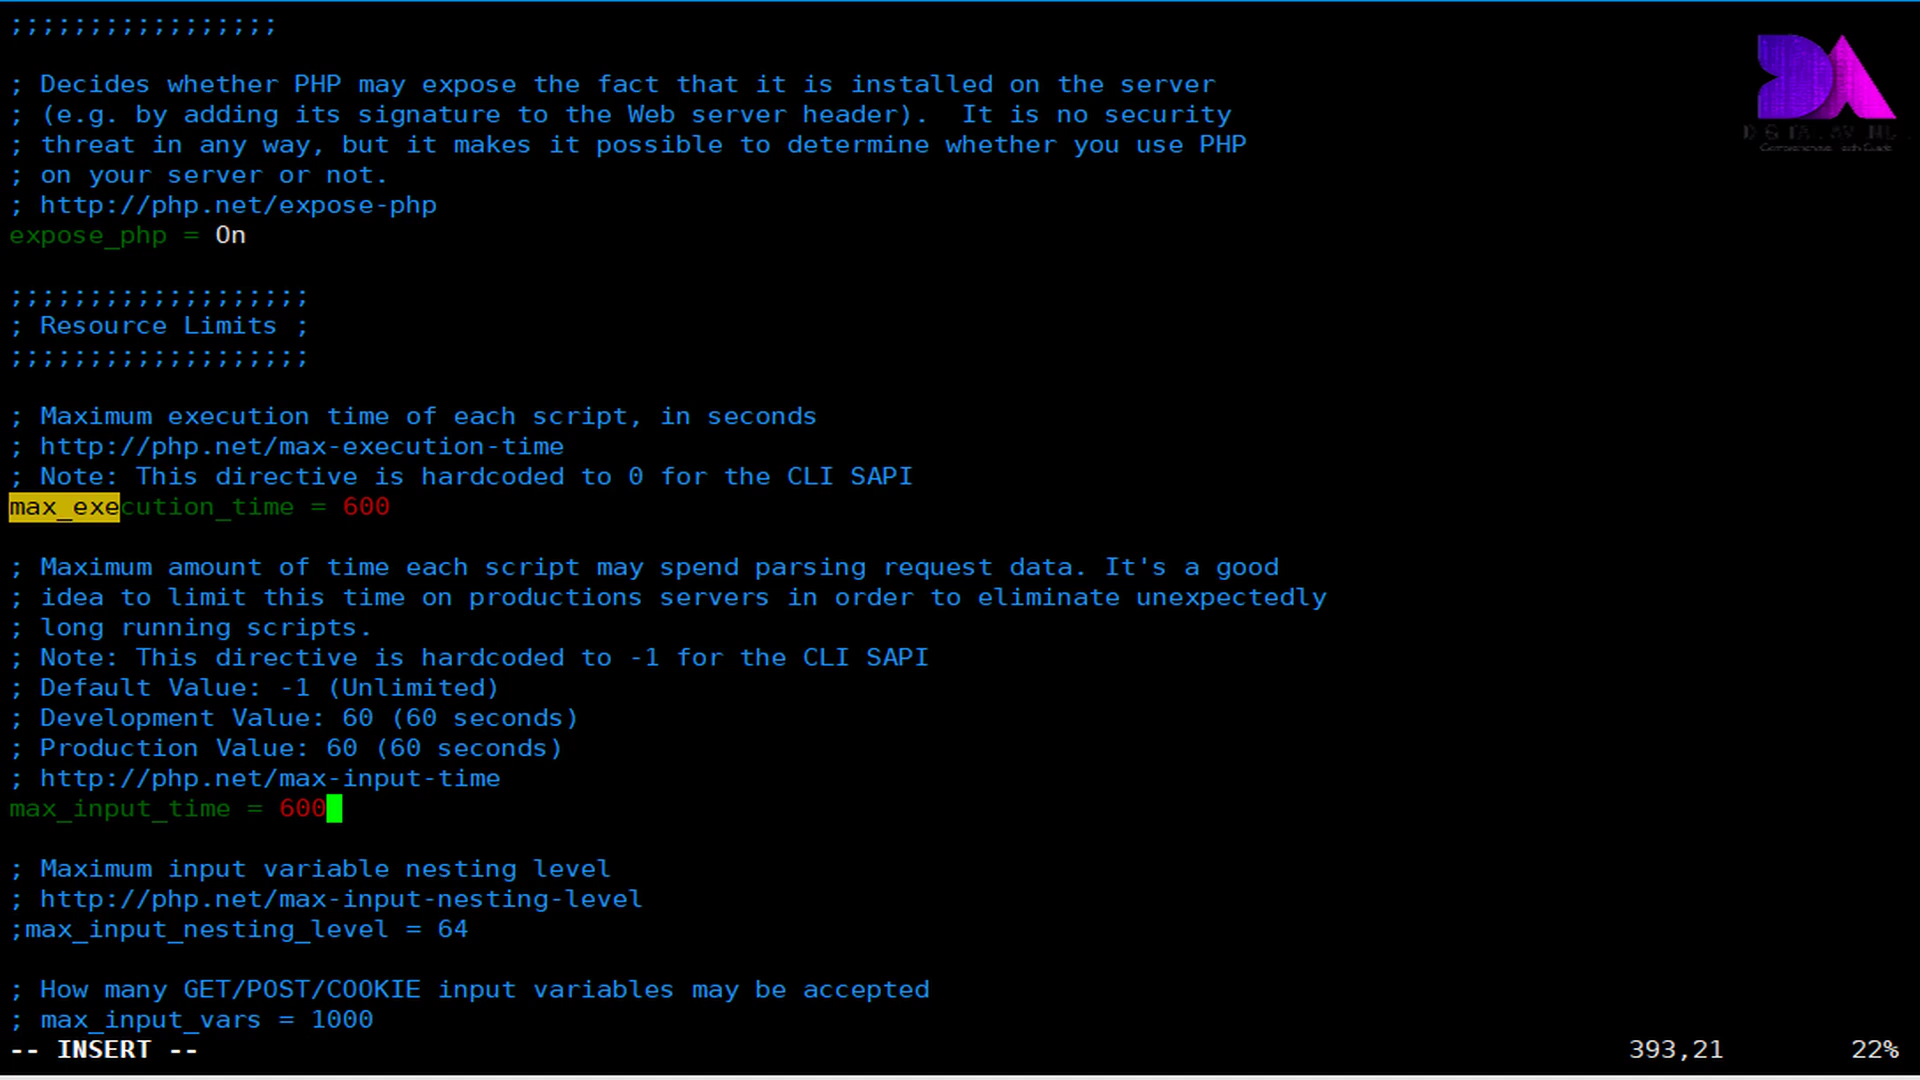 ;;;;;;;;;;;;;;;;;
; Decides whether PHP may expose the fact that it is installed on the server
; (e.g. by adding its signature to the Web server header).  It is no security
; threat in any way, but it makes it possible to determine whether you use PHP
; on your server or not.
; http://php.net/expose-php
expose_php = On
;;;;;;;;;;;;;;;;;;;
; Resource Limits ;
;;;;;;;;;;;;;;;;;;;
; Maximum execution time of each script, in seconds
; http://php.net/max-execution-time
; Note: This directive is hardcoded to 0 for the CLI SAPI
max_execution_time = 600
; Maximum amount of time each script may spend parsing request data. It's a good
; idea to limit this time on productions servers in order to eliminate unexpectedly
; long running scripts.
; Note: This directive is hardcoded to -1 for the CLI SAPI
; Default Value: -1 (Unlimited)
; Development Value: 60 (60 seconds)
; Production Value: 60 (60 seconds)
; http://php.net/max-input-time
max_input_time = 600
; Maximum input variable nesting level
; http://php.net/max-input-nesting-level
;max_input_nesting_level = 64
; How many GET/POST/COOKIE input variables may be accepted
; max_input_vars = 1000
-- INSERT -- 393,21 22%